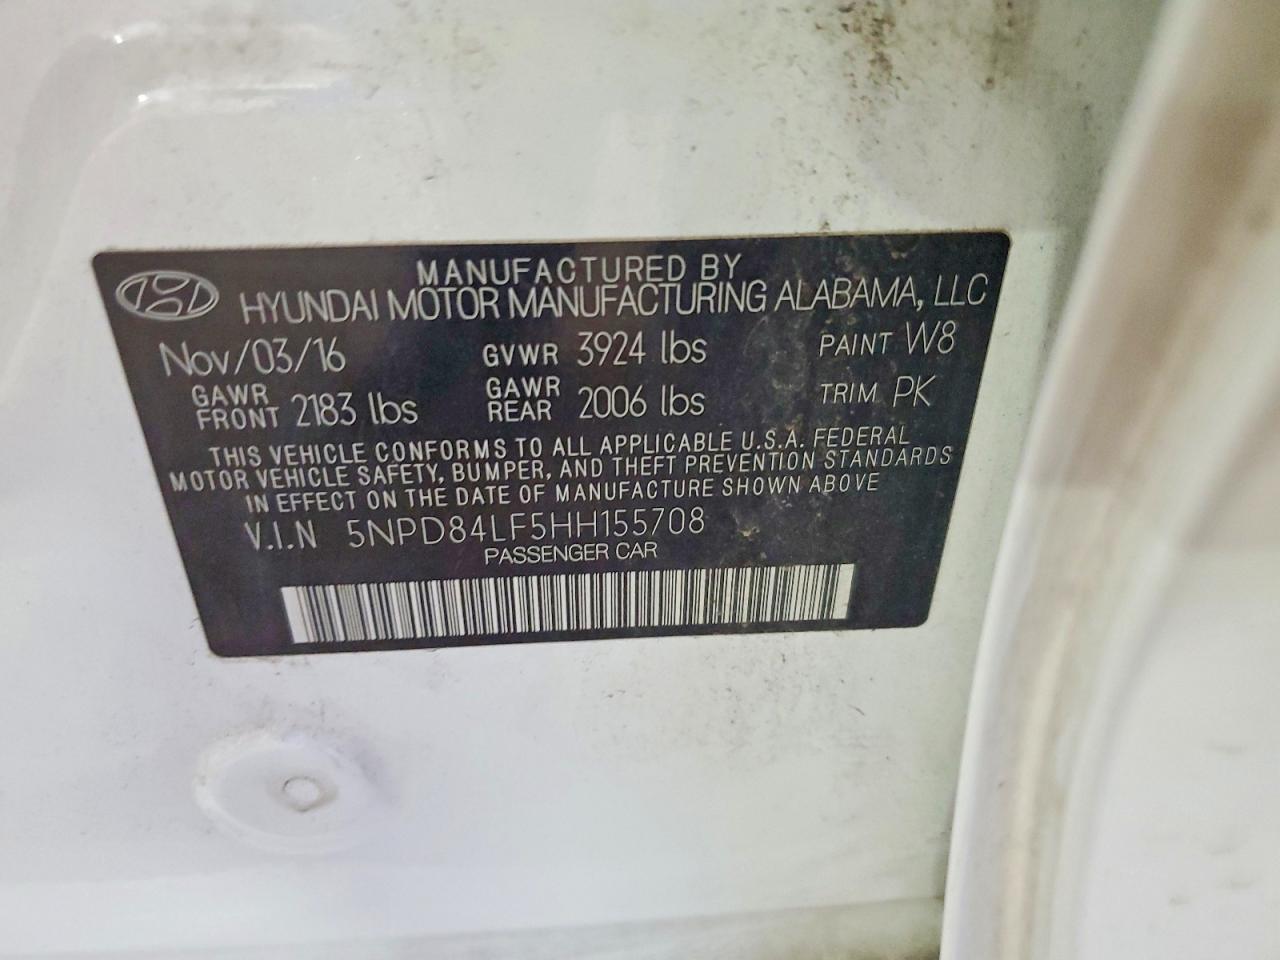 MANUFACTURED BY
HYUNDAI MOTOR MANUFACTURING ALABAMA, LLC
Nov/03/16 GVWR 3924 lbs PAINT W8
GAWR FRONT 2183 lbs GAWR REAR 2006 lbs TRIM PK
THIS VEHICLE CONFORMS TO ALL APPLICABLE U.S.A. FEDERAL
MOTOR VEHICLE SAFETY, BUMPER, AND THEFT PREVENTION STANDARDS
IN EFFECT ON THE DATE OF MANUFACTURE SHOWN ABOVE
V.I.N 5NPD84LF5HH155708
PASSENGER CAR